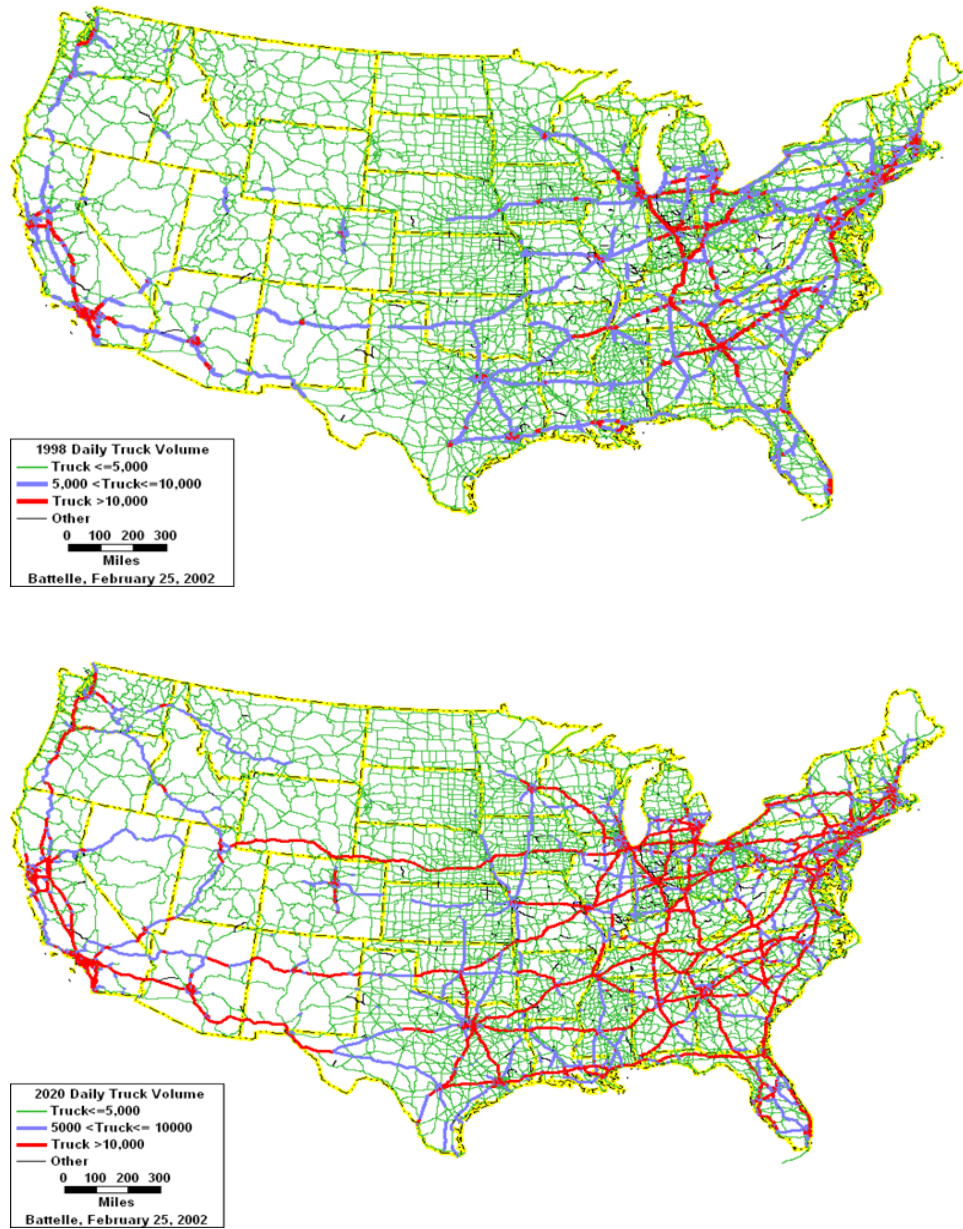 1998 Daily Truck Volume
Truck <=5,000
5,000 <Truck<=10,000
Truck >10,000
Other
0 100 200 300
Miles
Battelle, February 25, 2002
2020 Daily Truck Volume
Truck<=5,000
5000 <Truck<= 10000
Truck >10,000
Other
0 100 200 300
Miles
Battelle, February 25, 2002